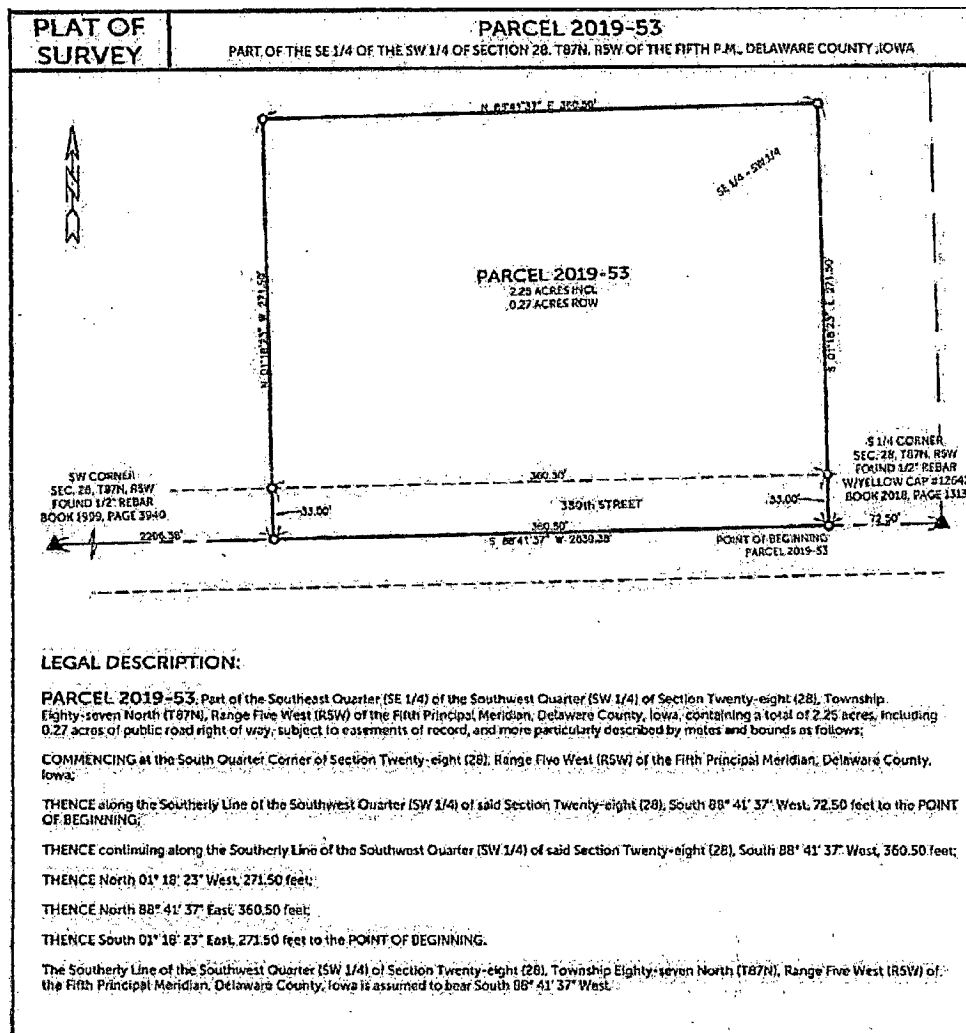 PLAT OF
SURVEY
PARCEL 2019-53
PART OF THE SE 1/4 OF THE SW 1/4 OF SECTION 28, T87N, R5W OF THE FIFTH P.M., DELAWARE COUNTY, IOWA
N 88°41'37" E 360.50'
SE 1/4 - SW 1/4
N
PARCEL 2019-53
2.25 ACRES INCL
0.27 ACRES ROW
N 01°18'23" W 271.50'
S 01°18'23" E 271.50'
SW CORNER
SEC. 28, T87N, R5W
FOUND 1/2" REBAR
BOOK 1999, PAGE 3940
S 1/4 CORNER
SEC. 28, T87N, R5W
FOUND 1/2" REBAR
W/YELLOW CAP #12642
BOOK 2018, PAGE 1313
360.50'
33.00'
330th STREET
33.00'
2206.38'
360.50'
S 88°41'37" W 2639.38'
72.50'
POINT OF BEGINNING
PARCEL 2019-53
LEGAL DESCRIPTION:
PARCEL 2019-53: Part of the Southeast Quarter (SE 1/4) of the Southwest Quarter (SW 1/4) of Section Twenty-eight (28), Township
Eighty-seven North (T87N), Range Five West (R5W) of the Fifth Principal Meridian, Delaware County, Iowa, containing a total of 2.25 acres, including
0.27 acres of public road right of way, subject to easements of record, and more particularly described by metes and bounds as follows;
COMMENCING at the South Quarter Corner of Section Twenty-eight (28), Range Five West (R5W) of the Fifth Principal Meridian, Delaware County,
Iowa;
THENCE along the Southerly Line of the Southwest Quarter (SW 1/4) of said Section Twenty-eight (28), South 88° 41' 37" West, 72.50 feet to the POINT
OF BEGINNING;
THENCE continuing along the Southerly Line of the Southwest Quarter (SW 1/4) of said Section Twenty-eight (28), South 88° 41' 37" West, 360.50 feet;
THENCE North 01° 18' 23" West, 271.50 feet;
THENCE North 88° 41' 37" East, 360.50 feet;
THENCE South 01° 18' 23" East, 271.50 feet to the POINT OF BEGINNING.
The Southerly Line of the Southwest Quarter (SW 1/4) of Section Twenty-eight (28), Township Eighty-seven North (T87N), Range Five West (R5W) of
the Fifth Principal Meridian, Delaware County, Iowa is assumed to bear South 88° 41' 37" West.